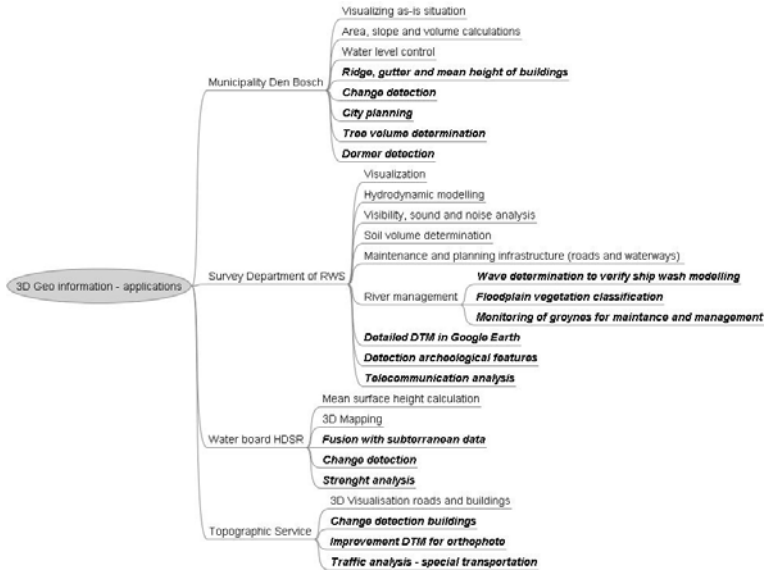 Visualizing as-is situation
Area, slope and volume calculations
Water level control
Municipality Den Bosch
Ridge, gutter and mean height of buildings
Change detection
City planning
Tree volume determination
Dormer detection
Visualization
Hydrodynamic modelling
Visibility, sound and noise analysis
Soil volume determination
Maintenance and planning infrastructure (roads and waterways)
3D Geo information - applications
Survey Department of RWS
River management
Wave determination to verify ship wash modelling
Floodplain vegetation classification
Monitoring of groynes for maintance and management
Detailed DTM in Google Earth
Detection archeological features
Telecommunication analysis
Mean surface height calculation
3D Mapping
Water board HDSR
Fusion with subterranean data
Change detection
Strenght analysis
3D Visualisation roads and buildings
Topographic Service
Change detection buildings
Improvement DTM for orthophoto
Traffic analysis - special transportation